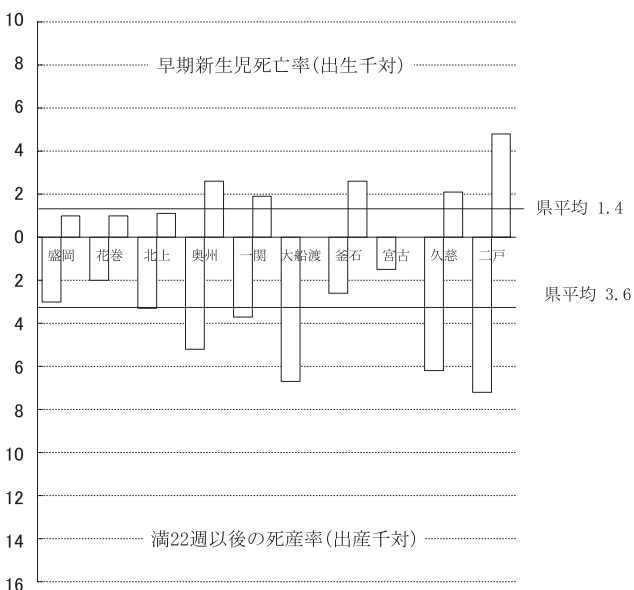 10
8
早期新生児死亡率(出生千対)
6
4
2
県平均 1.4
0
盛岡 花巻 北上 奥州 一関 大船渡 釜石 宮古 久慈 二戸
2
県平均 3.6
4
6
8
10
12
14
満22週以後の死産率(出産千対)
16